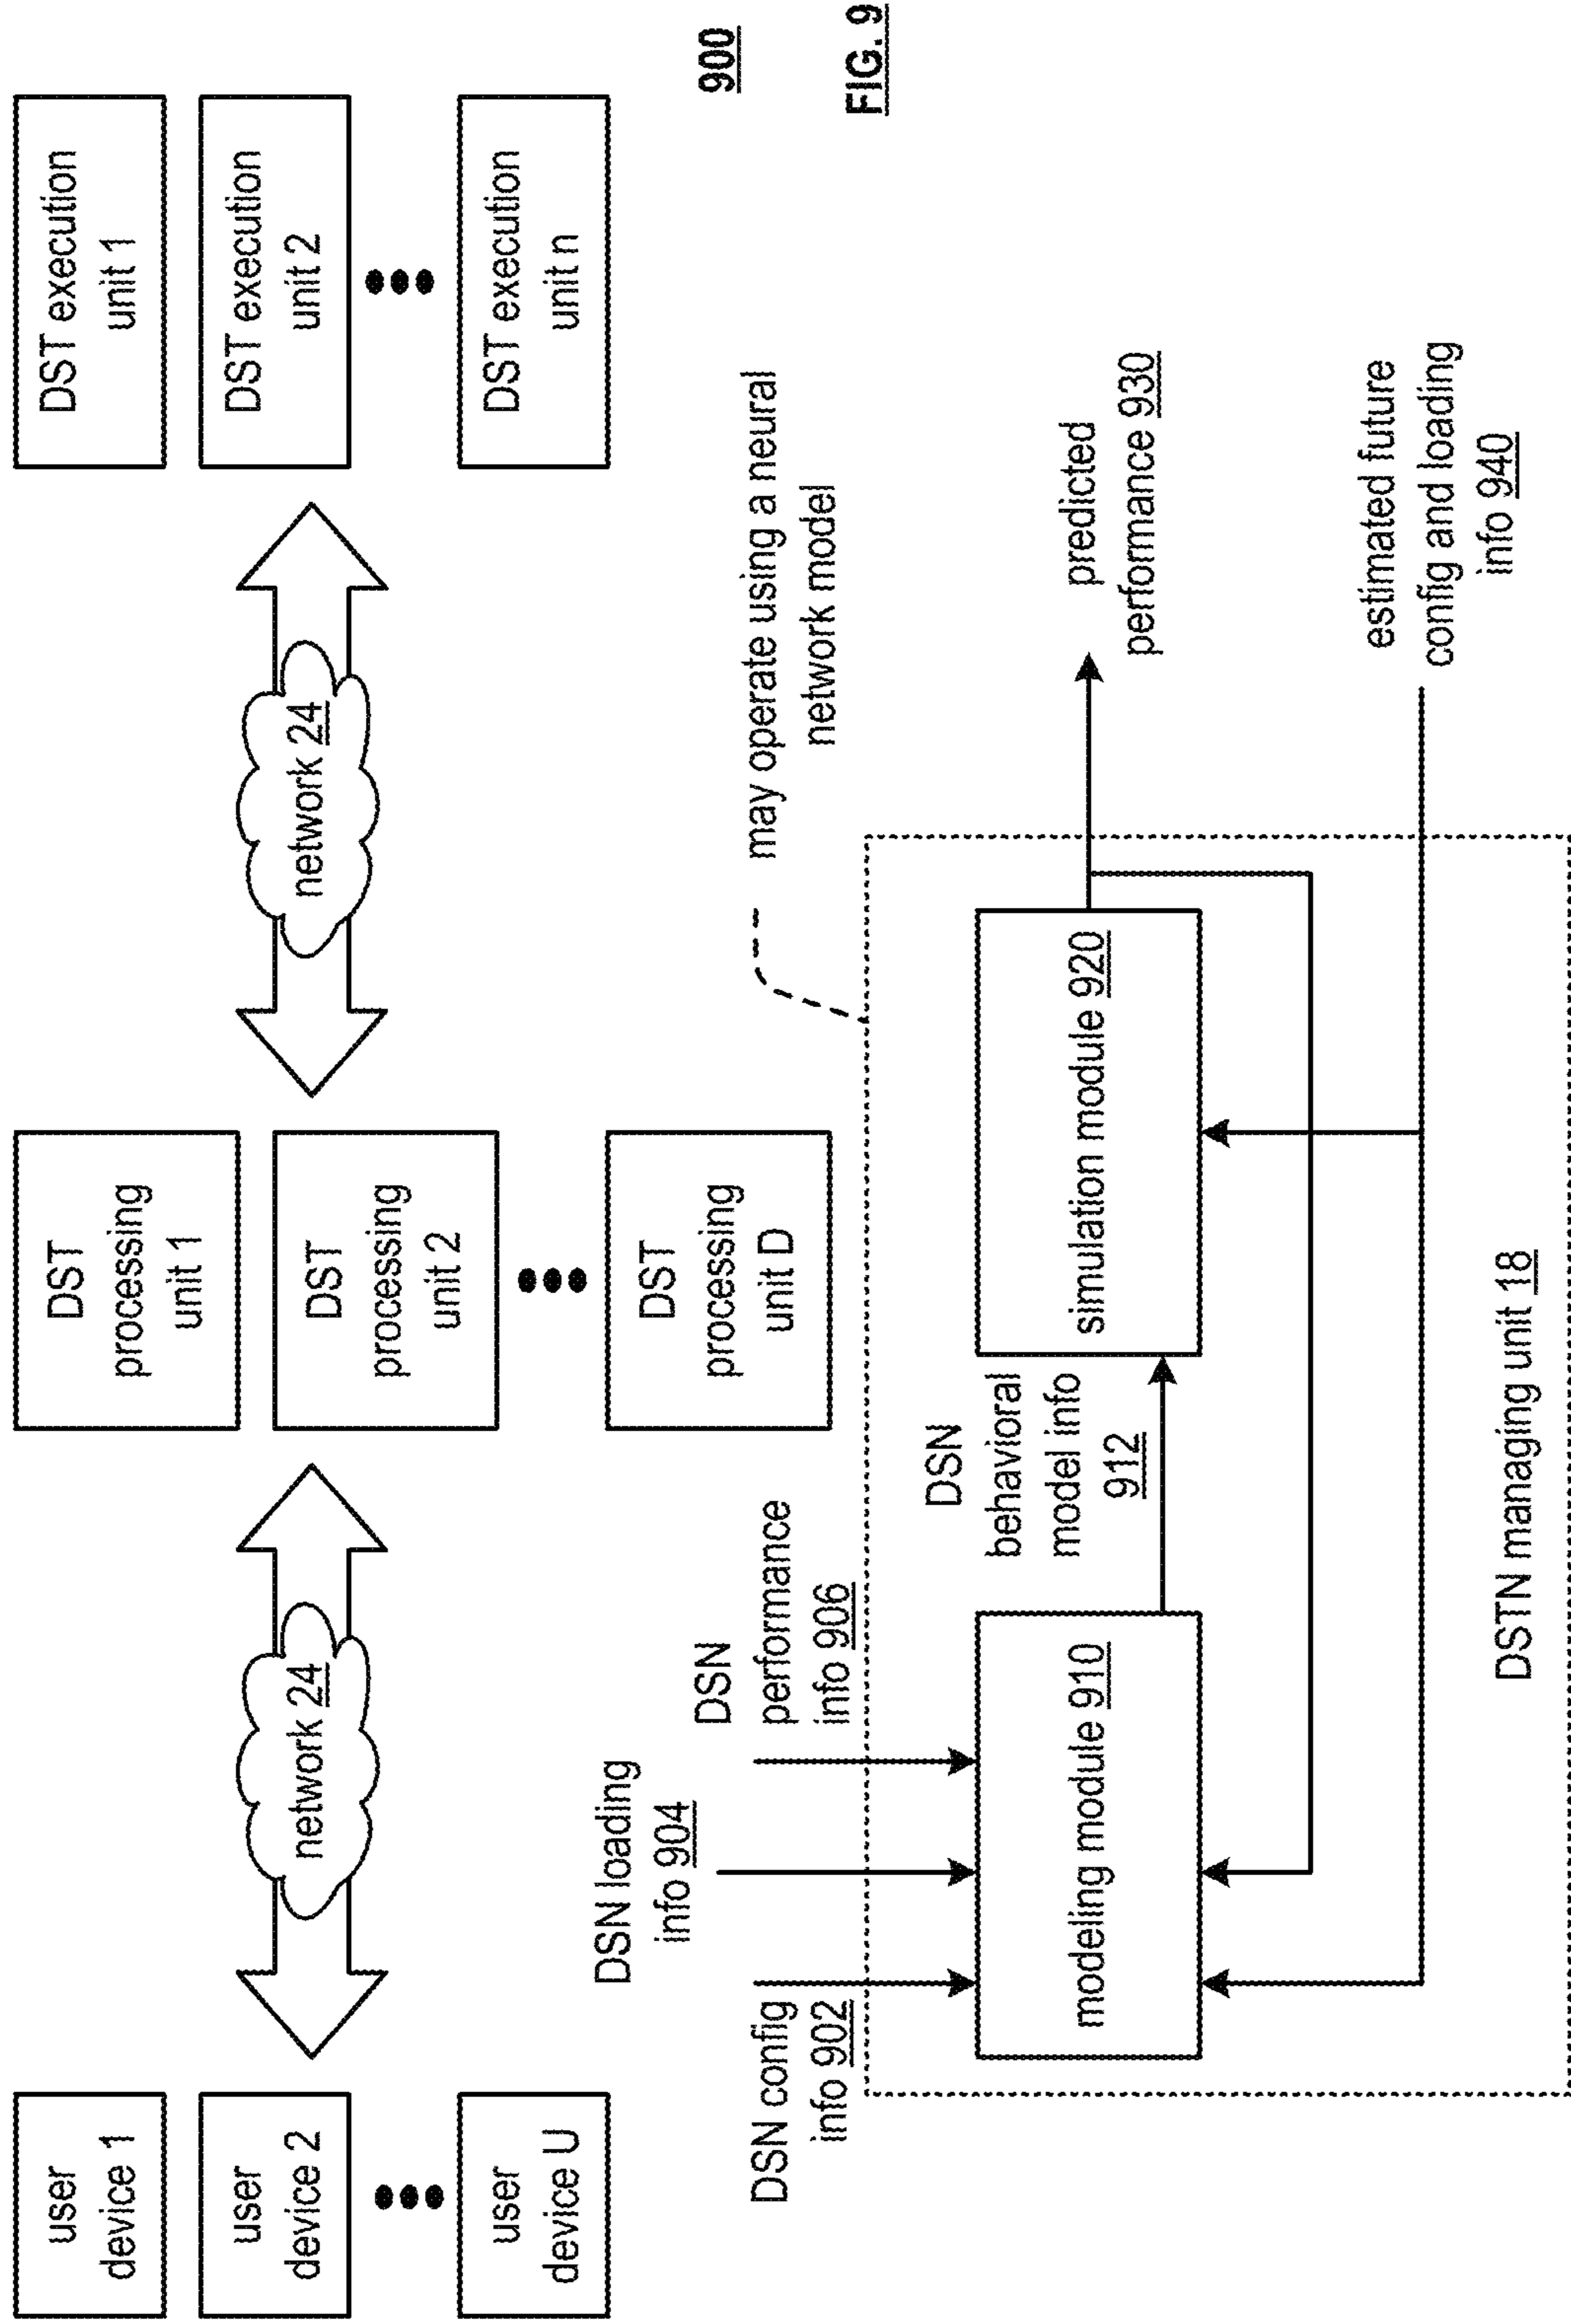 user
device 1
user
device 2
user
device U
network 24
DST
processing
unit 1
DST
processing
unit 2
DST
processing
unit D
network 24
DST execution
unit 1
DST execution
unit 2
DST execution
unit n
900
FIG. 9
DSN config
info 902
DSN loading
info 904
DSN
performance
info 906
may operate using a neural
network model
modeling module 910
DSN
behavioral
model info
912
simulation module 920
predicted
performance 930
estimated future
config and loading
info 940
DSTN managing unit 18